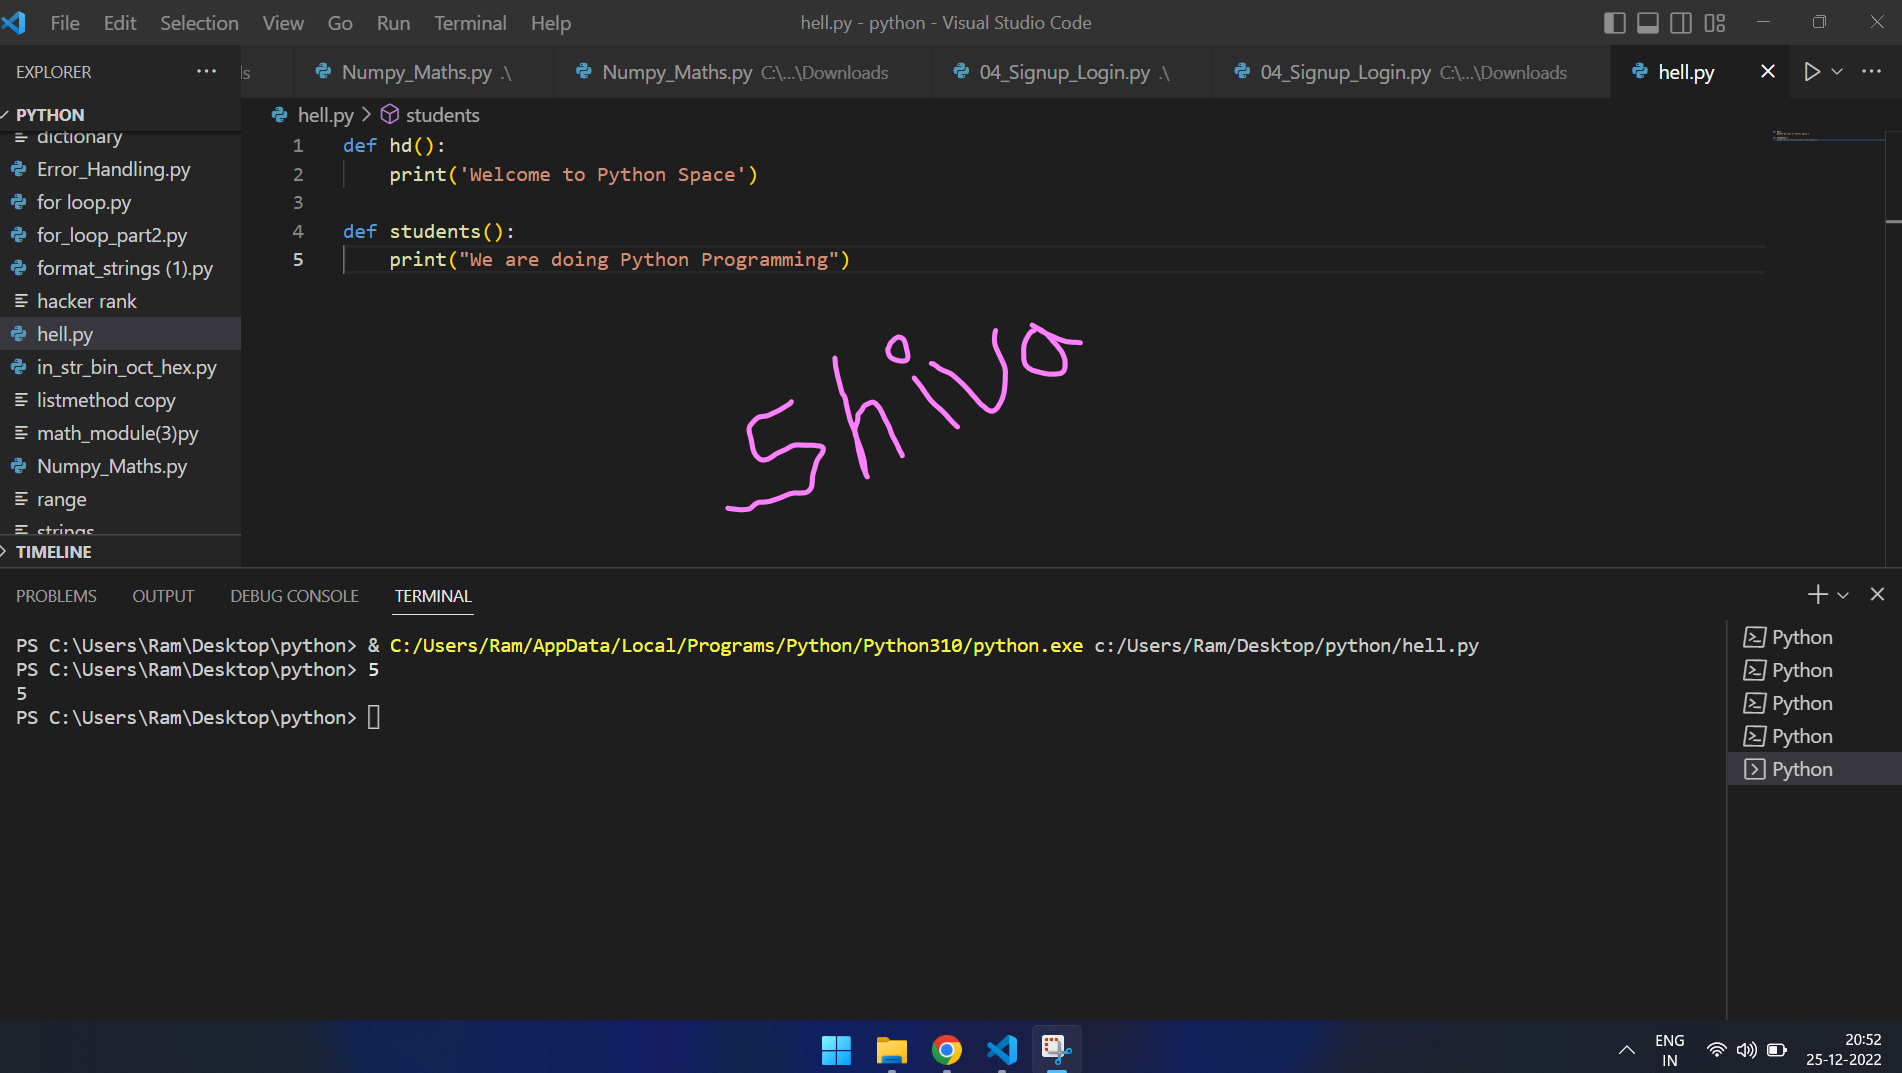 File Edit Selection View Go Run Terminal Help hell.py - python - Visual Studio Code
EXPLORER ··· Numpy_Maths.py .\ Numpy_Maths.py C:\...\Downloads 04_Signup_Login.py .\ 04_Signup_Login.py C:\...\Downloads hell.py
PYTHON
dictionary
Error_Handling.py
for loop.py
for_loop_part2.py
format_strings (1).py
hacker rank
hell.py
in_str_bin_oct_hex.py
listmethod copy
math_module(3)py
Numpy_Maths.py
range
strings
TIMELINE
hell.py > students
1 def hd():
2     print('Welcome to Python Space')
3
4 def students():
5     print("We are doing Python Programming")
Shiva
PROBLEMS OUTPUT DEBUG CONSOLE TERMINAL
PS C:\Users\Ram\Desktop\python> & C:/Users/Ram/AppData/Local/Programs/Python/Python310/python.exe c:/Users/Ram/Desktop/python/hell.py
PS C:\Users\Ram\Desktop\python> 5
5
PS C:\Users\Ram\Desktop\python>
Python
Python
Python
Python
Python
ENG
IN
20:52
25-12-2022